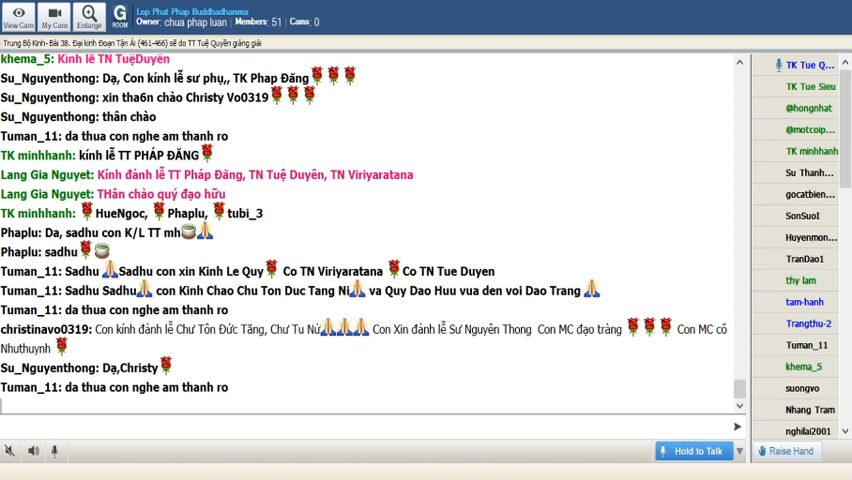 Lop Phat Phap Buddhadhamma
Owner: chua phap luan / Members: 51 / Cams: 0
View Cam
My Cam
Enlarge
G
ROOM
Trung Bộ Kinh- Bài 38. Đại kinh Đoạn Tận Ái (461-466) sẽ do TT Tuệ Quyền giảng giải
khema_5: Kính lễ TN TuệDuyên
Su_Nguyenthong: Dạ, Con kính lễ sư phụ,, TK Phap Đăng
Su_Nguyenthong: xin tha6n chào Christy Vo0319
Su_Nguyenthong: thân chào
Tuman_11: da thua con nghe am thanh ro
TK minhhanh: kính lễ TT PHÁP ĐĂNG
Lang Gia Nguyet: Kính đảnh lễ TT Pháp Đăng, TN Tuệ Duyên, TN Viriyaratana
Lang Gia Nguyet: THân chào quý đạo hữu
TK minhhanh: HueNgoc, Phaplu, tubi_3
Phaplu: Da, sadhu con K/L TT mh
Phaplu: sadhu
Tuman_11: Sadhu Sadhu con xin Kinh Le Quy Co TN Viriyaratana Co TN Tue Duyen
Tuman_11: Sadhu Sadhu con Kinh Chao Chu Ton Duc Tang Ni va Quy Dao Huu vua den voi Dao Trang
Tuman_11: da thua con nghe am thanh ro
christinavo0319: Con kính đảnh lễ Chư Tôn Đức Tăng, Chư Tu Nữ Con Xin đảnh lễ Sư Nguyên Thong Con MC đạo tràng Con MC cô
Nhuthuynh
Su_Nguyenthong: Dạ,Christy
Tuman_11: da thua con nghe am thanh ro
Hold to Talk
TK Tue Q...
TK Tue Sieu
@hongnhat
@motcoip...
TK minhhanh
Su Thanh...
gocatbien...
SonSuoI
Huyenmon...
TranDao1
thy lam
tam-hanh
Trangthu-2
Tuman_11
khema_5
suongvo
Nhang Tram
nghilai2001
Raise Hand